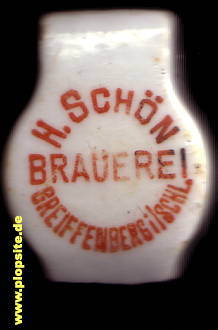 H. SCHÖN
BRAUEREI
GREIFFENBERG i/SCHL.
www.plopsite.de